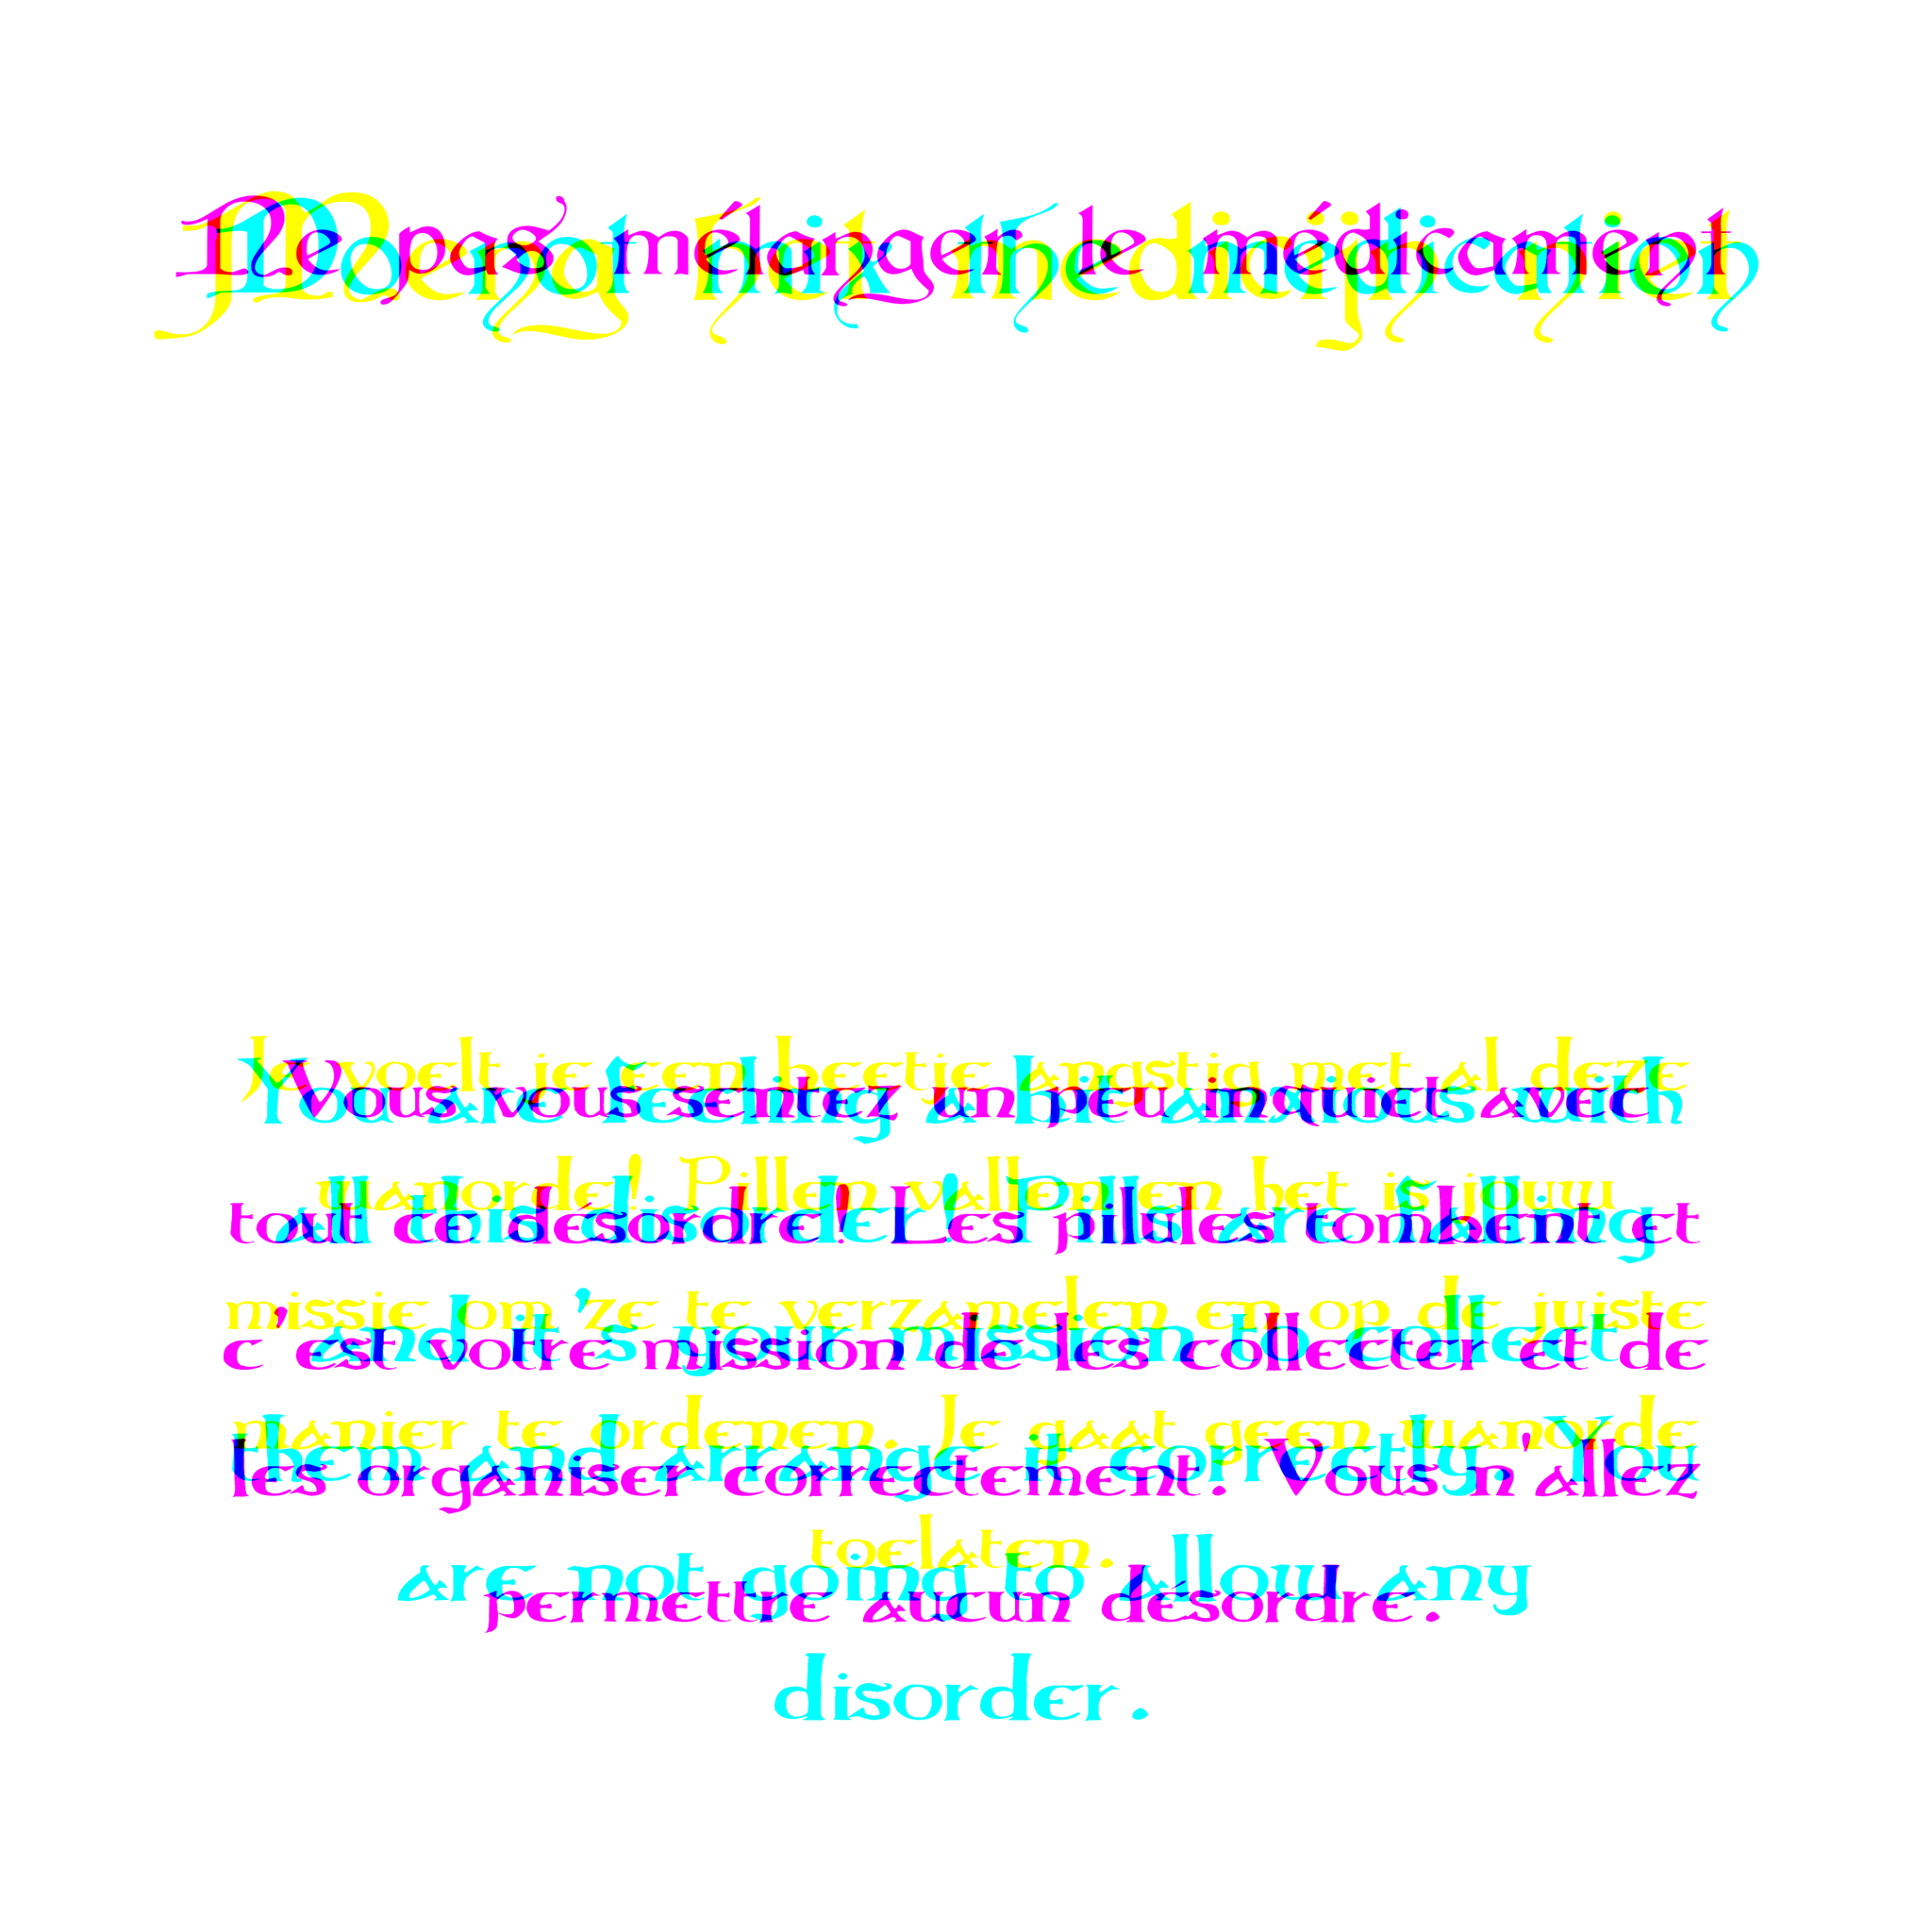 Meng het medicijn niet
Ne pas mélanger le médicament
Do not mix the medication
Je voelt je een beetje angstig met al deze
wanorde! Pillen vallen en het is jouw
missie om ze te verzamelen en op de juiste
manier te ordenen. Je gaat geen wanorde
toelaten.
You are feeling a bit anxious with
all this disorder! Pills are falling
and it's your mission to collect
them and arrange it correctly. You
are not going to allow any
disorder.
Vous vous sentez un peu inquiet avec
tout ce désordre! Les pilules tombent et
c'est votre mission de les collecter et de
les organiser correctement. Vous n'allez
permettre aucun désordre.